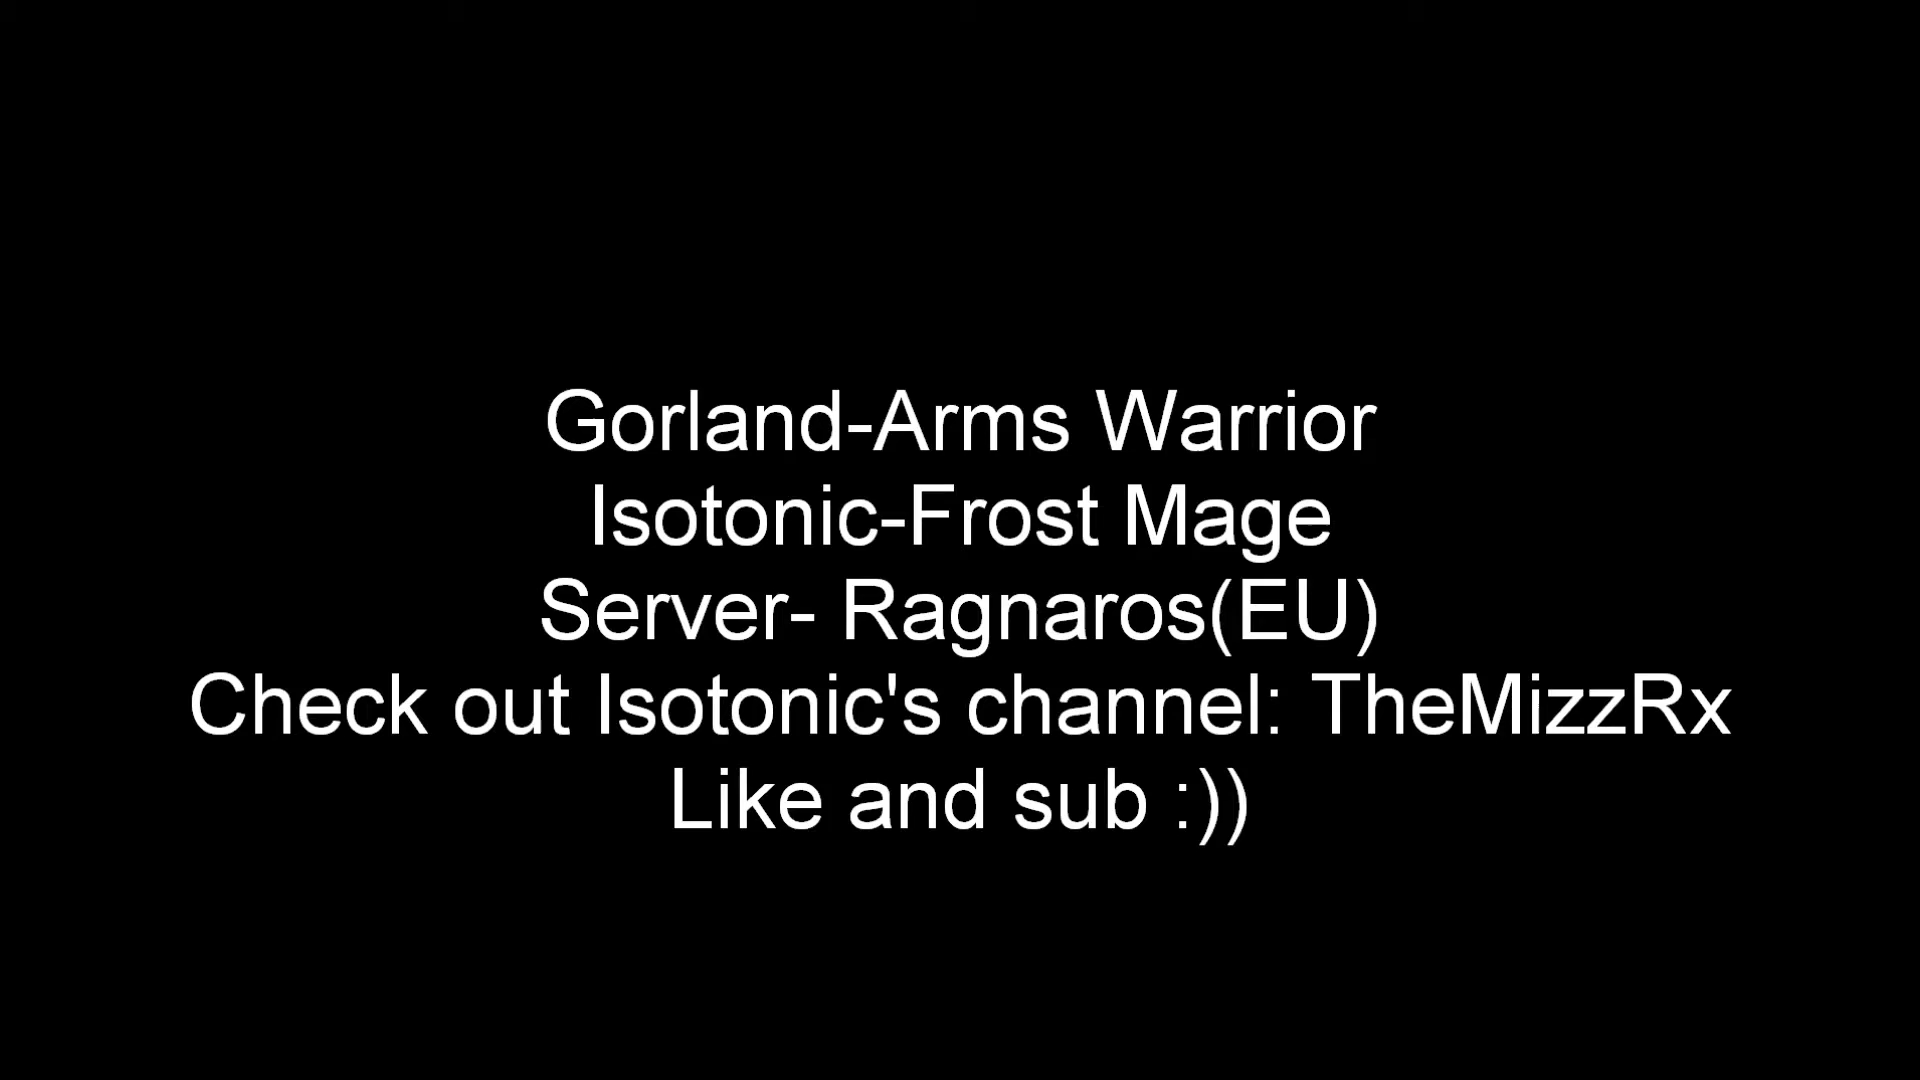 Gorland-Arms Warrior
Isotonic-Frost Mage
Server- Ragnaros(EU)
Check out Isotonic's channel: TheMizzRx
Like and sub :))